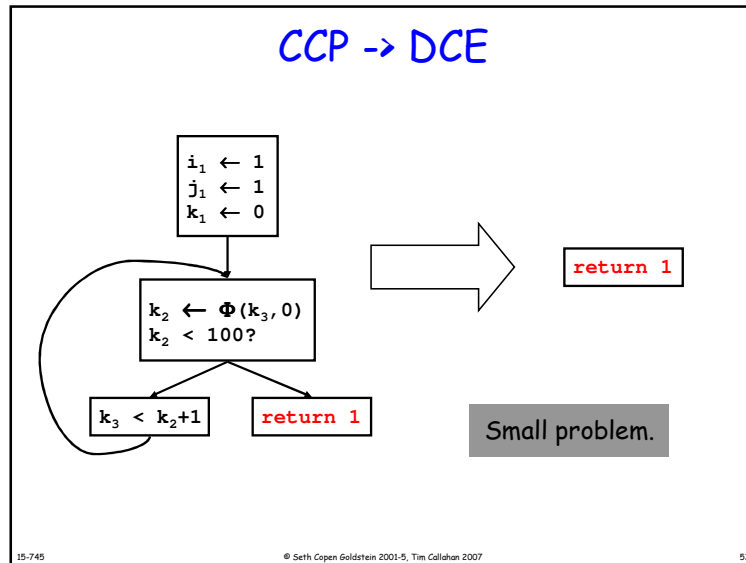 CCP -> DCE
i₁ ← 1
j₁ ← 1
k₁ ← 0
k₂ ← Φ(k₃,0)
k₂ < 100?
k₃ < k₂+1
return 1
return 1
Small problem.
15-745
© Seth Copen Goldstein 2001-5, Tim Callahan 2007